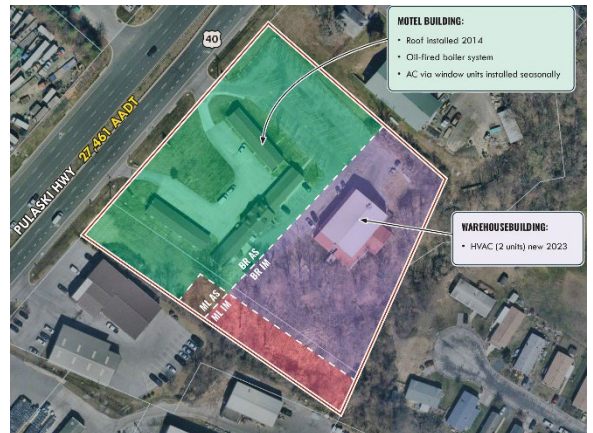 MOTEL BUILDING:
• Roof installed 2014
• Oil-fired boiler system
• AC via window units installed seasonally
40
PULASKI HWY 27,461 AADT
WAREHOUSEBUILDING:
• HVAC (2 units) new 2023
BR AS
BR IM
ML AS
ML IM